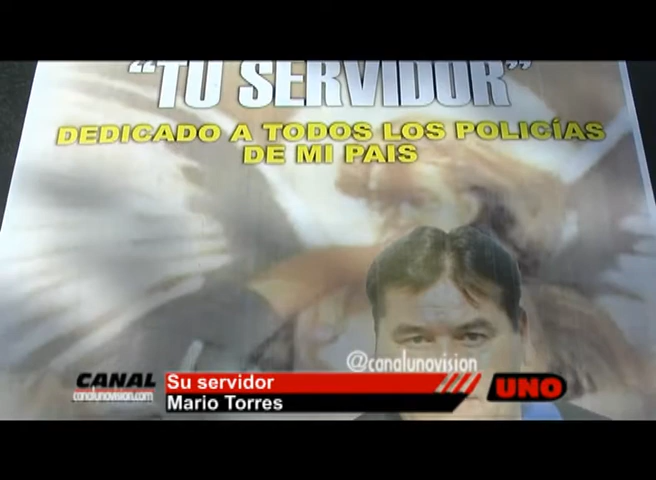 "TU SERVIDOR"
DEDICADO A TODOS LOS POLICÍAS
DE MI PAIS
@canalunovision
CANAL
canalunovision.com
Su servidor
Mario Torres
UNO